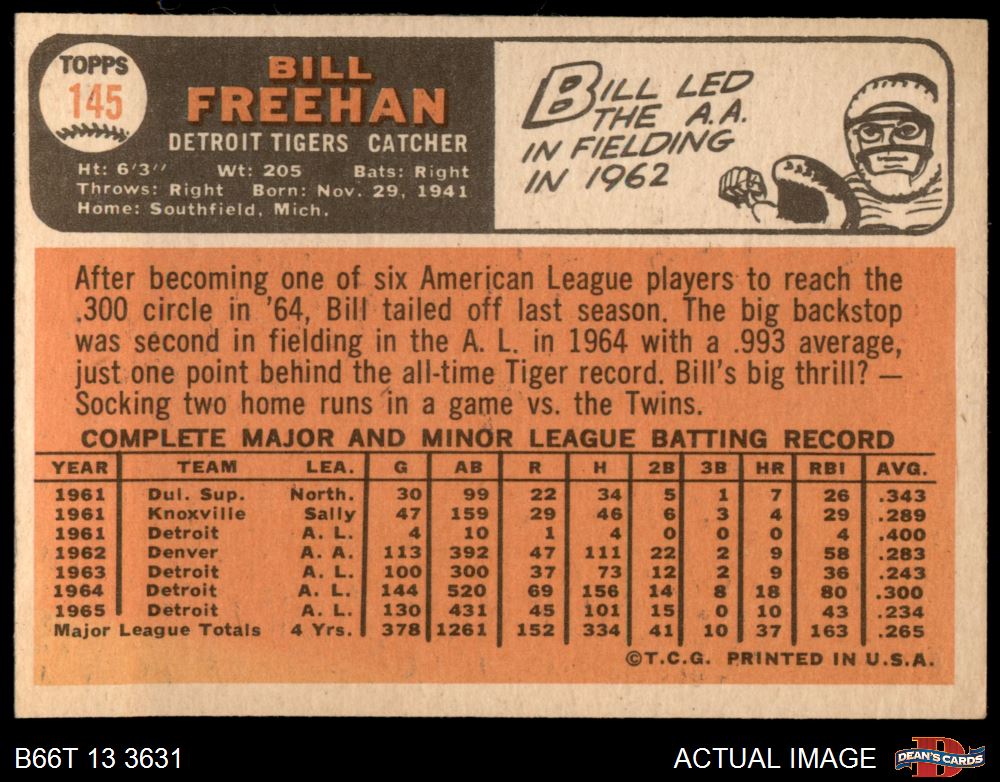 TOPPS
145
BILL
FREEHAN
DETROIT TIGERS CATCHER
Ht: 6'3'' Wt: 205 Bats: Right
Throws: Right Born: Nov. 29, 1941
Home: Southfield, Mich.
BILL LED
THE A.A.
IN FIELDING
IN 1962
After becoming one of six American League players to reach the
.300 circle in '64, Bill tailed off last season. The big backstop
was second in fielding in the A. L. in 1964 with a .993 average,
just one point behind the all-time Tiger record. Bill's big thrill? —
Socking two home runs in a game vs. the Twins.
COMPLETE MAJOR AND MINOR LEAGUE BATTING RECORD
YEAR TEAM LEA. G AB R H 2B 3B HR RBI AVG.
1961 Dul. Sup. North. 30 99 22 34 5 1 7 26 .343
1961 Knoxville Sally 47 159 29 46 6 3 4 29 .289
1961 Detroit A. L. 4 10 1 4 0 0 0 4 .400
1962 Denver A. A. 113 392 47 111 22 2 9 58 .283
1963 Detroit A. L. 100 300 37 73 12 2 9 36 .243
1964 Detroit A. L. 144 520 69 156 14 8 18 80 .300
1965 Detroit A. L. 130 431 45 101 15 0 10 43 .234
Major League Totals 4 Yrs. 378 1261 152 334 41 10 37 163 .265
©T.C.G. PRINTED IN U.S.A.
B66T 13 3631
ACTUAL IMAGE
D
DEAN'S CARDS